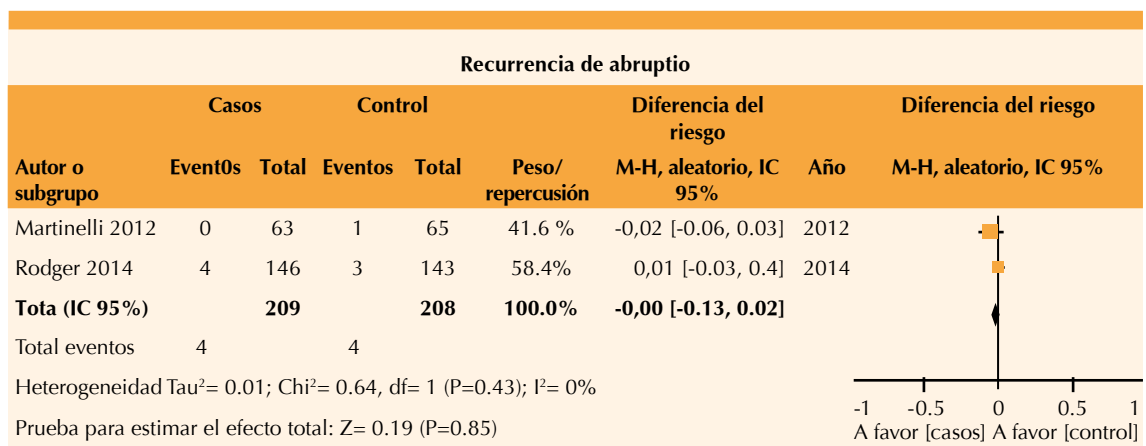 Recurrencia de abruptio
Casos Control Diferencia del riesgo Diferencia del riesgo
Autor o subgrupo Event0s Total Eventos Total Peso/ repercusión M-H, aleatorio, IC 95% Año M-H, aleatorio, IC 95%
Martinelli 2012 0 63 1 65 41.6 % -0,02 [-0.06, 0.03] 2012
Rodger 2014 4 146 3 143 58.4% 0,01 [-0.03, 0.4] 2014
Tota (IC 95%) 209 208 100.0% -0,00 [-0.13, 0.02]
Total eventos 4 4
Heterogeneidad Tau²= 0.01; Chi²= 0.64, df= 1 (P=0.43); I²= 0%
Prueba para estimar el efecto total: Z= 0.19 (P=0.85)
-1 -0.5 0 0.5 1
A favor [casos] A favor [control]